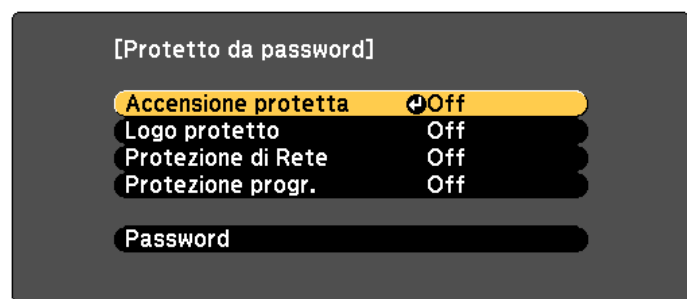 [Protetto da password]
Accensione protetta Off
Logo protetto Off
Protezione di Rete Off
Protezione progr. Off
Password